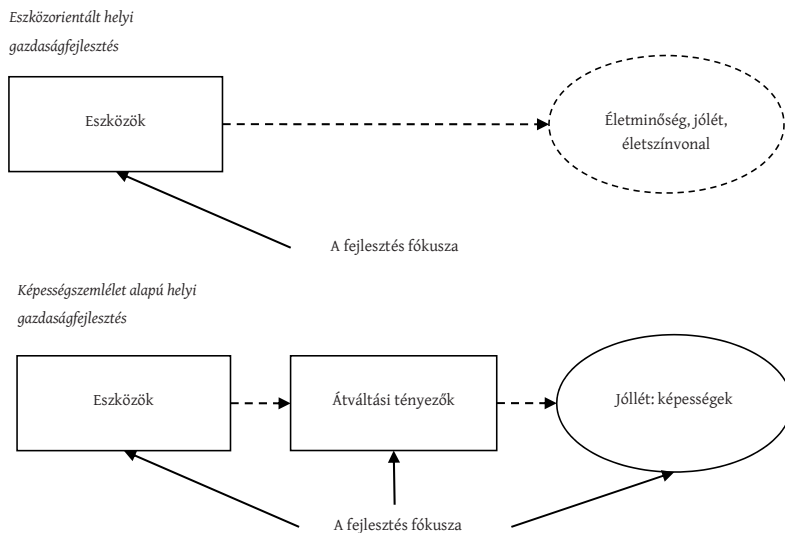 Eszközorientált helyi
gazdaságfejlesztés
Eszközök
Életminőség, jólét,
életszínvonal
A fejlesztés fókusza
Képességszemlélet alapú helyi
gazdaságfejlesztés
Eszközök
Átváltási tényezők
Jóllét: képességek
A fejlesztés fókusza